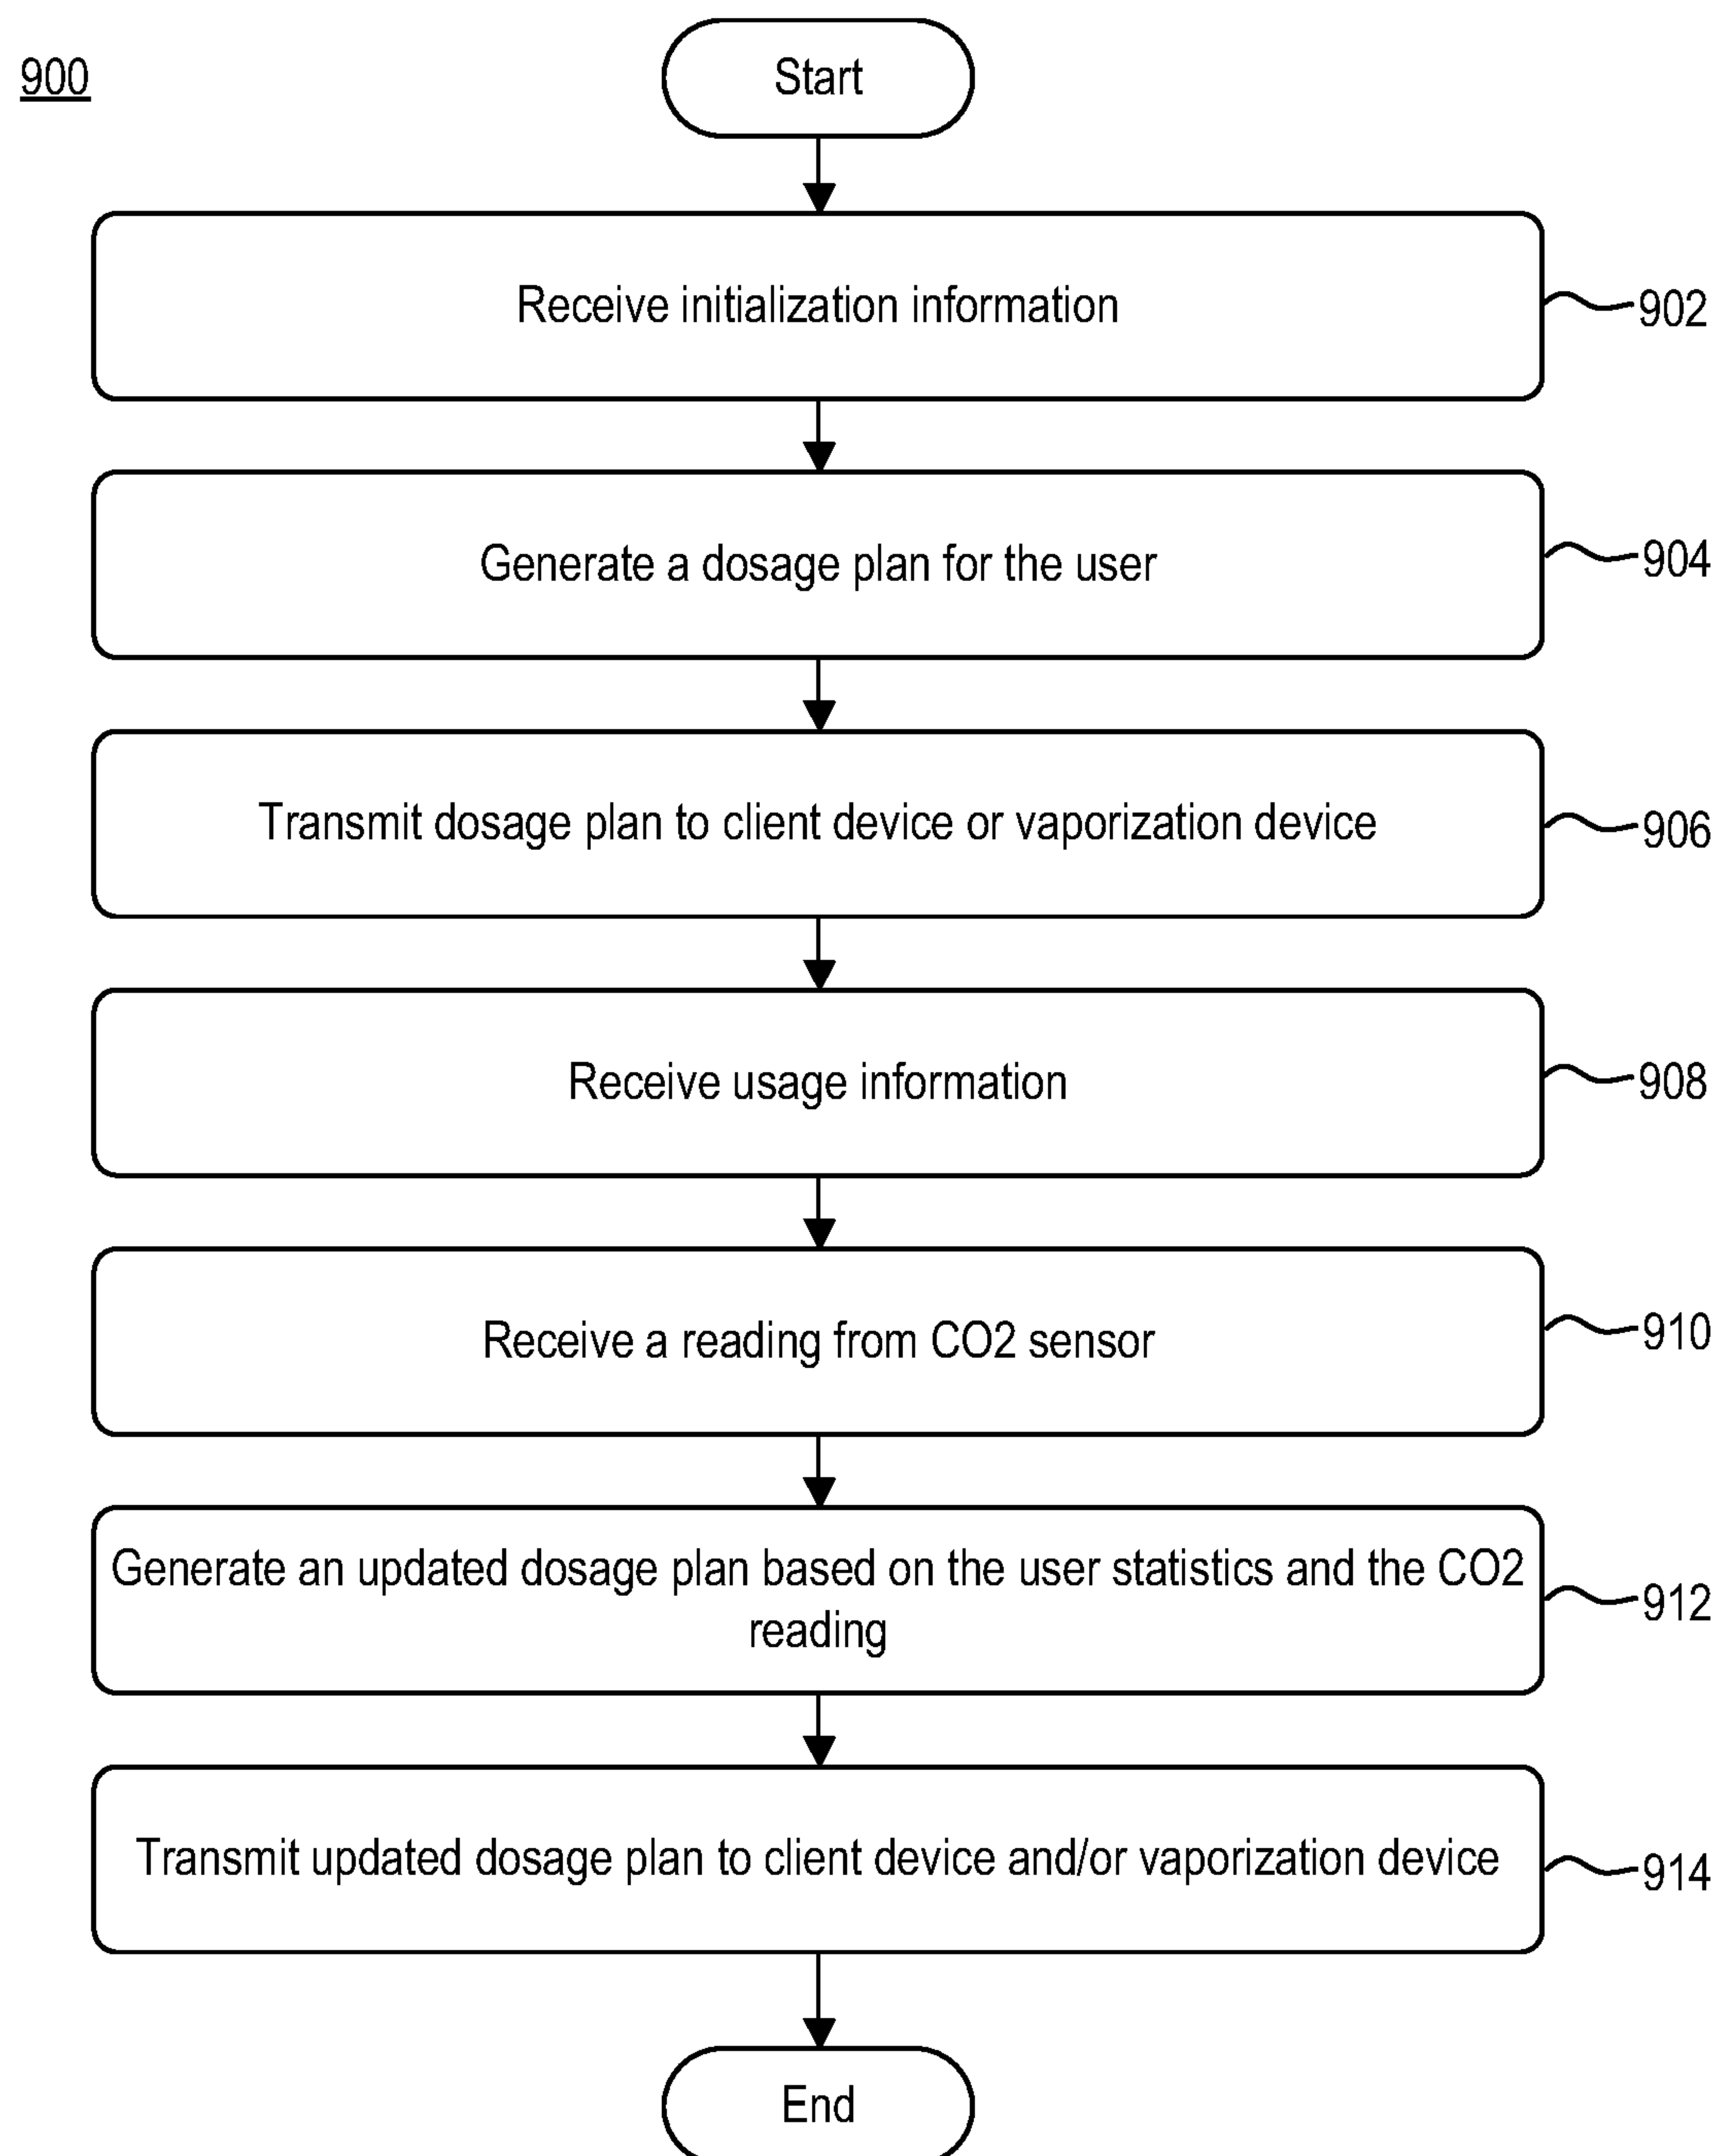 900
Start
Receive initialization information
902
Generate a dosage plan for the user
904
Transmit dosage plan to client device or vaporization device
906
Receive usage information
908
Receive a reading from CO2 sensor
910
Generate an updated dosage plan based on the user statistics and the CO2
reading
912
Transmit updated dosage plan to client device and/or vaporization device
914
End